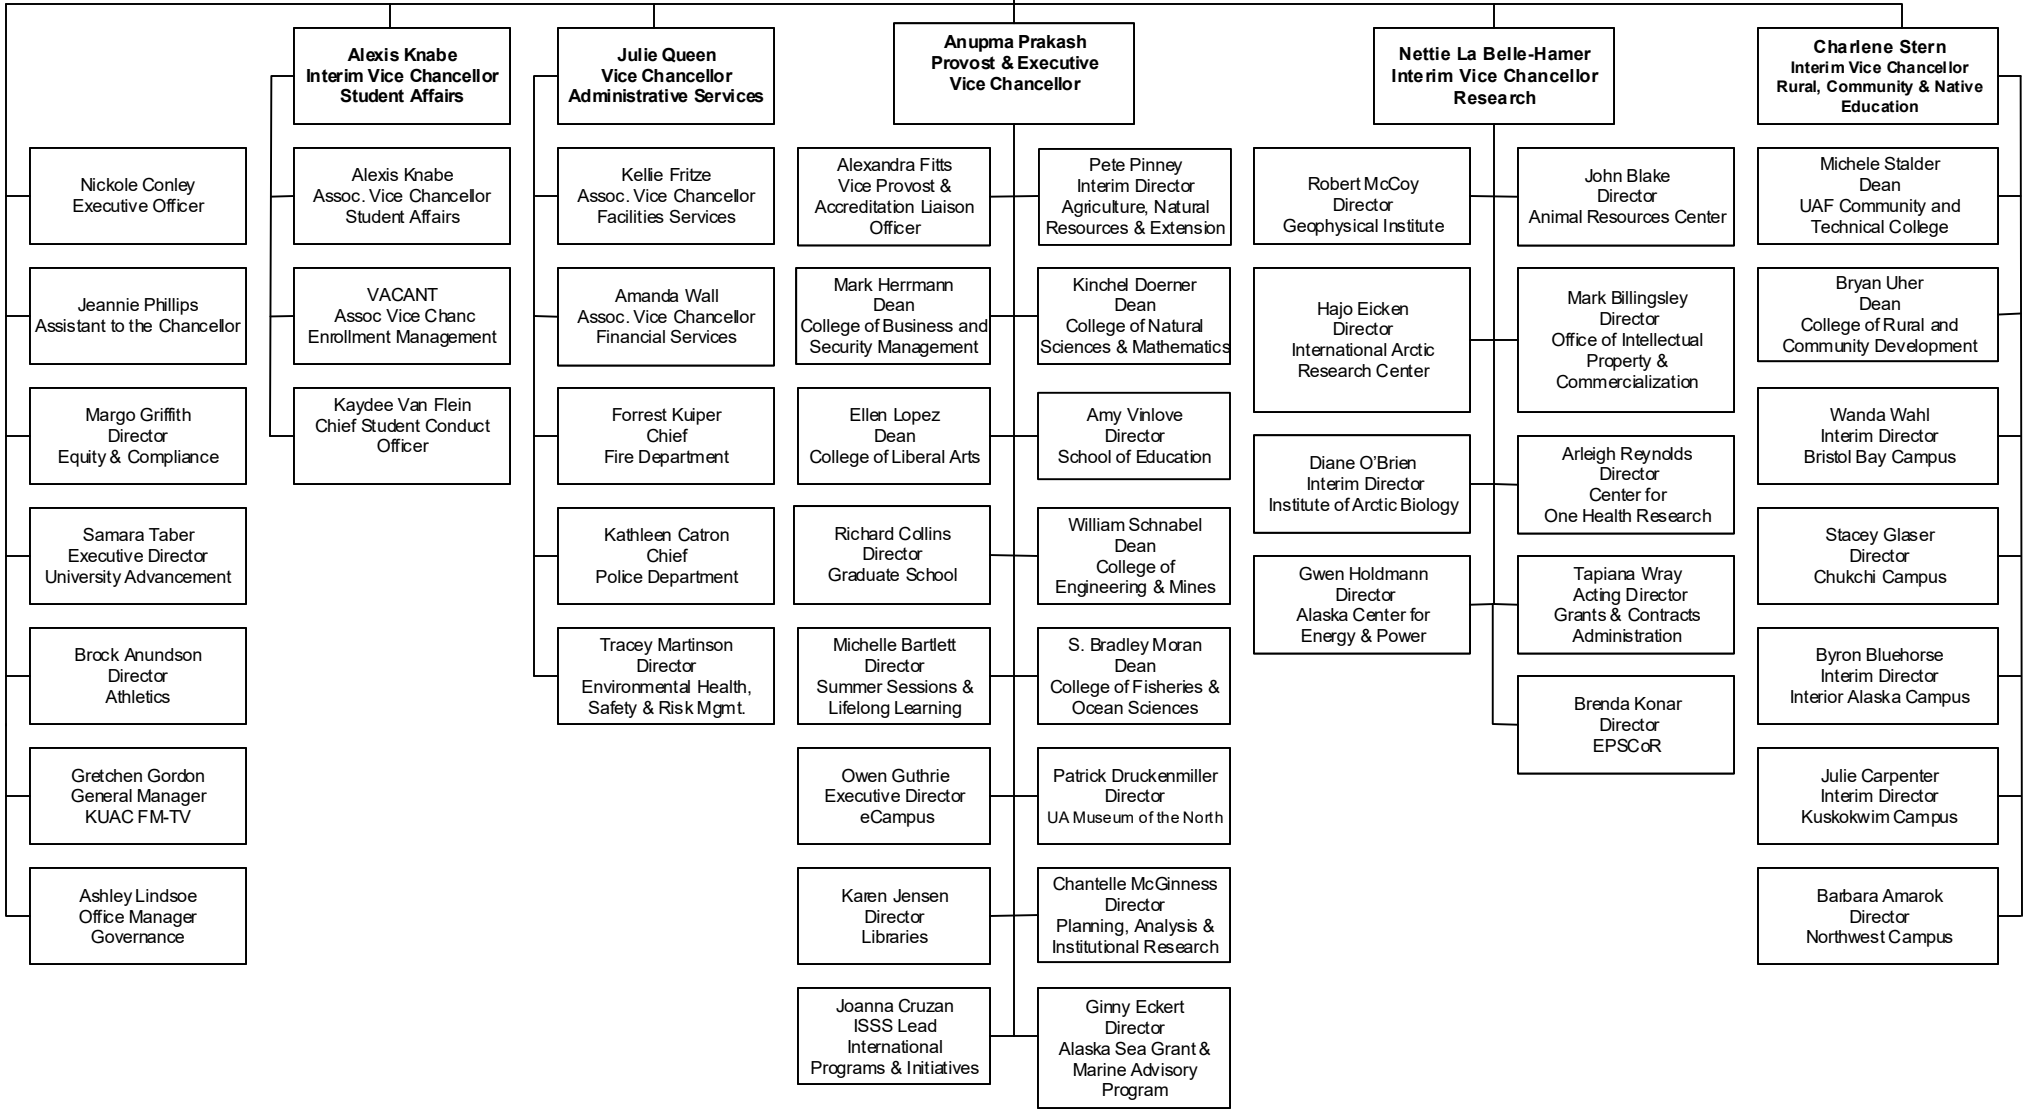 Alexis Knabe
Interim Vice Chancellor
Student Affairs
Julie Queen
Vice Chancellor
Administrative Services
Anupma Prakash
Provost & Executive
Vice Chancellor
Nettie La Belle-Hamer
Interim Vice Chancellor
Research
Charlene Stern
Interim Vice Chancellor
Rural, Community & Native
Education
Nickole Conley
Executive Officer
Jeannie Phillips
Assistant to the Chancellor
Margo Griffith
Director
Equity & Compliance
Samara Taber
Executive Director
University Advancement
Brock Anundson
Director
Athletics
Gretchen Gordon
General Manager
KUAC FM-TV
Ashley Lindsoe
Office Manager
Governance
Alexis Knabe
Assoc. Vice Chancellor
Student Affairs
VACANT
Assoc Vice Chanc
Enrollment Management
Kaydee Van Flein
Chief Student Conduct
Officer
Kellie Fritze
Assoc. Vice Chancellor
Facilities Services
Amanda Wall
Assoc. Vice Chancellor
Financial Services
Forrest Kuiper
Chief
Fire Department
Kathleen Catron
Chief
Police Department
Tracey Martinson
Director
Environmental Health,
Safety & Risk Mgmt.
Alexandra Fitts
Vice Provost &
Accreditation Liaison
Officer
Mark Herrmann
Dean
College of Business and
Security Management
Ellen Lopez
Dean
College of Liberal Arts
Richard Collins
Director
Graduate School
Michelle Bartlett
Director
Summer Sessions &
Lifelong Learning
Owen Guthrie
Executive Director
eCampus
Karen Jensen
Director
Libraries
Joanna Cruzan
ISSS Lead
International
Programs & Initiatives
Pete Pinney
Interim Director
Agriculture, Natural
Resources & Extension
Kinchel Doerner
Dean
College of Natural
Sciences & Mathematics
Amy Vinlove
Director
School of Education
William Schnabel
Dean
College of
Engineering & Mines
S. Bradley Moran
Dean
College of Fisheries &
Ocean Sciences
Patrick Druckenmiller
Director
UA Museum of the North
Chantelle McGinness
Director
Planning, Analysis &
Institutional Research
Ginny Eckert
Director
Alaska Sea Grant &
Marine Advisory
Program
Robert McCoy
Director
Geophysical Institute
Hajo Eicken
Director
International Arctic
Research Center
Diane O’Brien
Interim Director
Institute of Arctic Biology
Gwen Holdmann
Director
Alaska Center for
Energy & Power
John Blake
Director
Animal Resources Center
Mark Billingsley
Director
Office of Intellectual
Property &
Commercialization
Arleigh Reynolds
Director
Center for
One Health Research
Tapiana Wray
Acting Director
Grants & Contracts
Administration
Brenda Konar
Director
EPSCoR
Michele Stalder
Dean
UAF Community and
Technical College
Bryan Uher
Dean
College of Rural and
Community Development
Wanda Wahl
Interim Director
Bristol Bay Campus
Stacey Glaser
Director
Chukchi Campus
Byron Bluehorse
Interim Director
Interior Alaska Campus
Julie Carpenter
Interim Director
Kuskokwim Campus
Barbara Amarok
Director
Northwest Campus